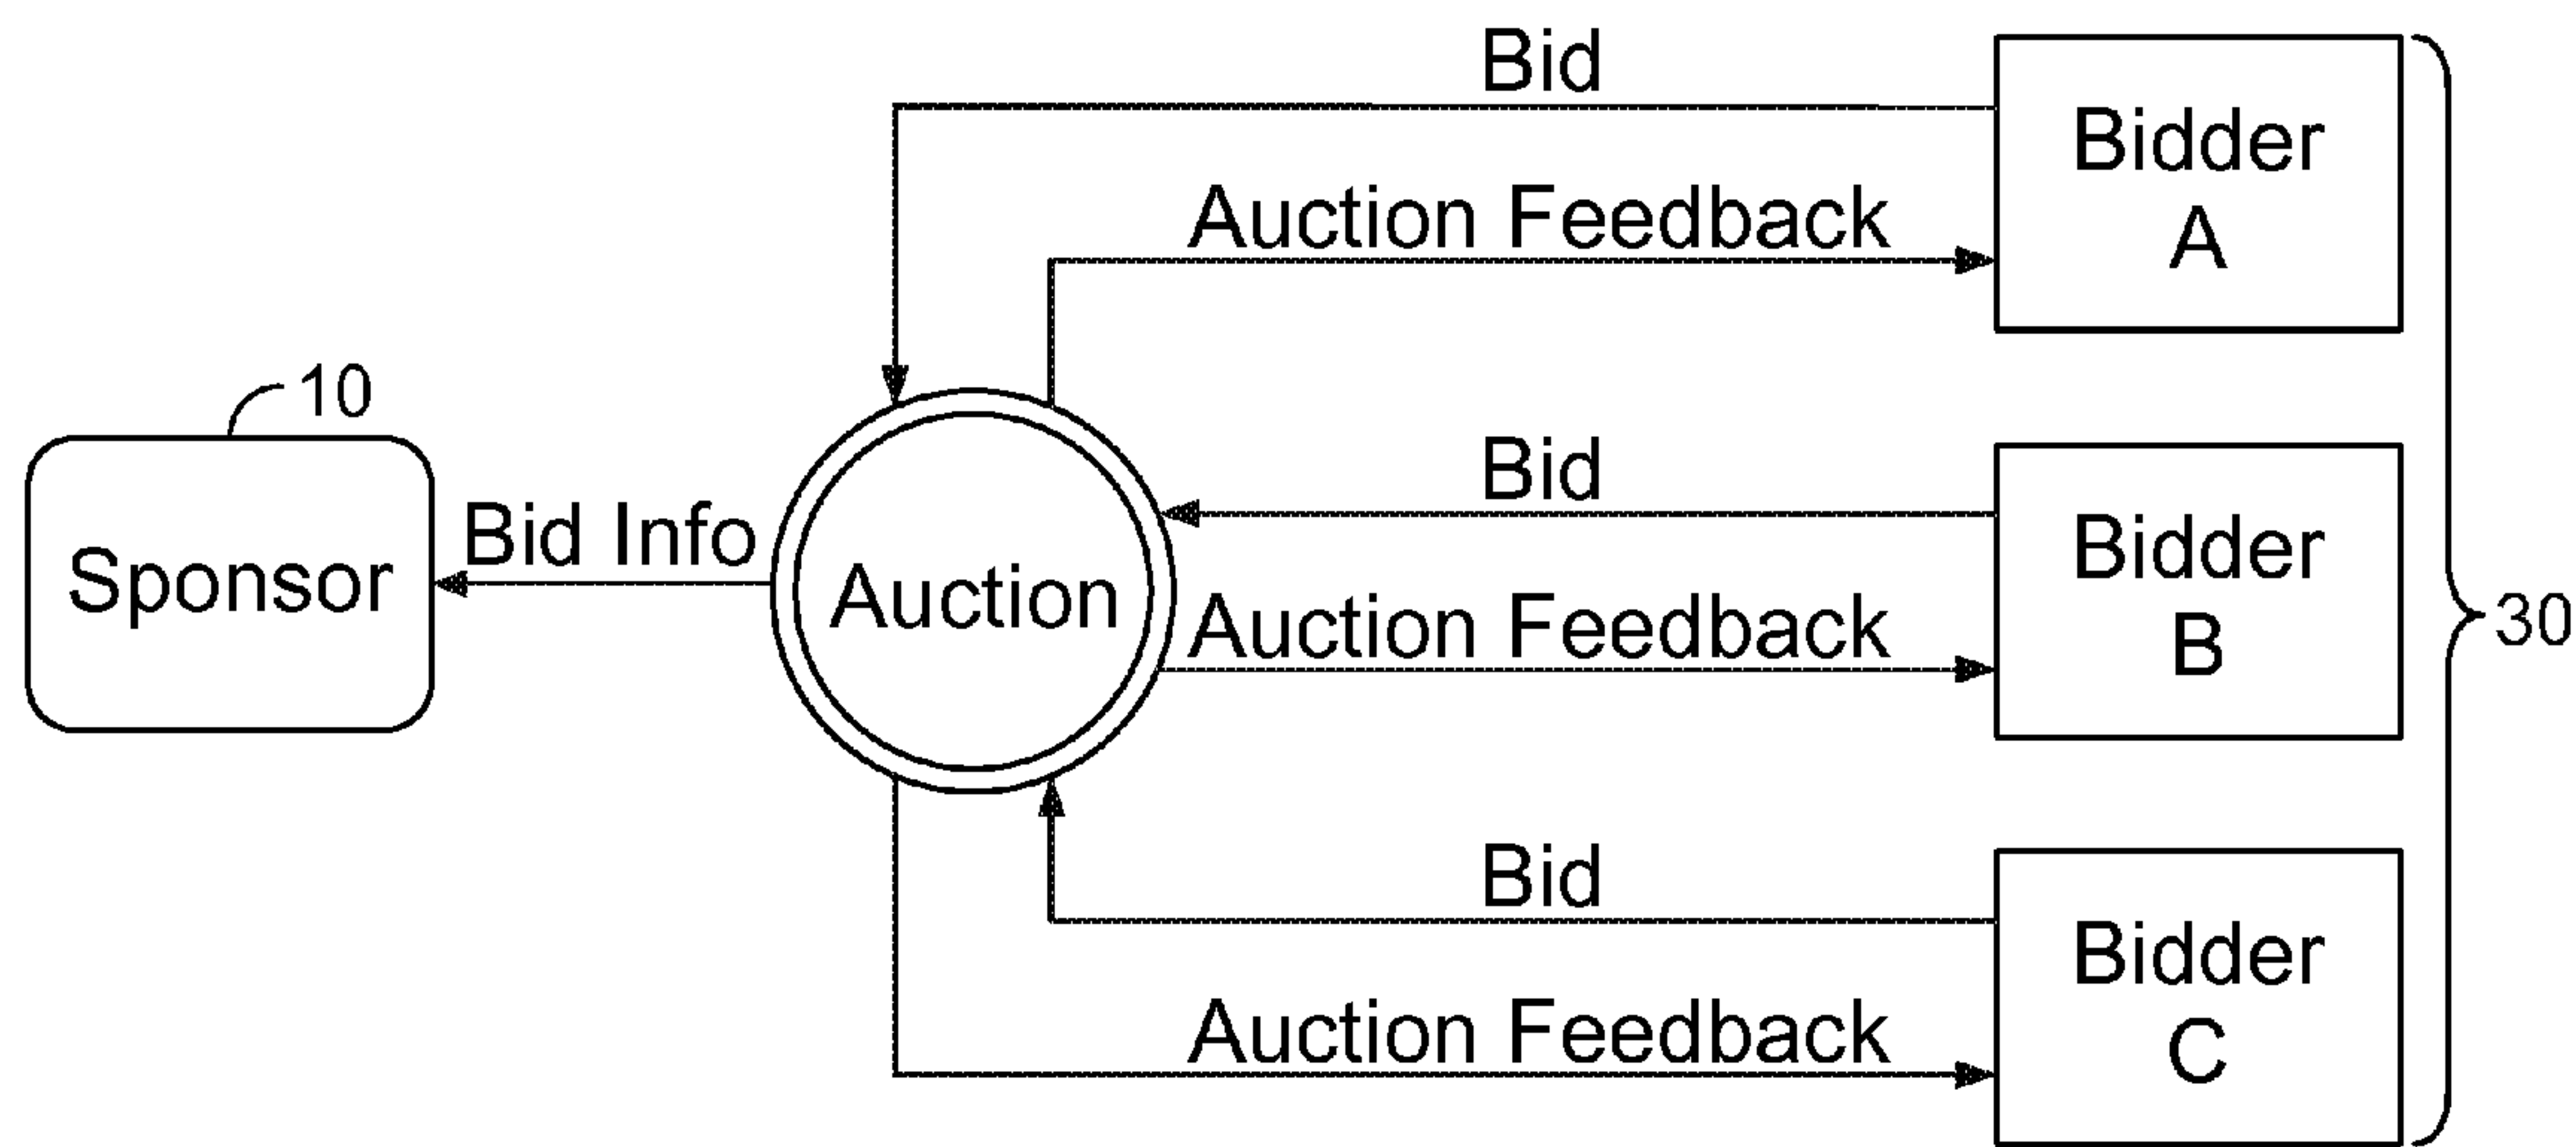 Bid
Bidder
A
Auction Feedback
10
Sponsor
Bid Info
Auction
Bid
Bidder
B
Auction Feedback
30
Bid
Bidder
C
Auction Feedback